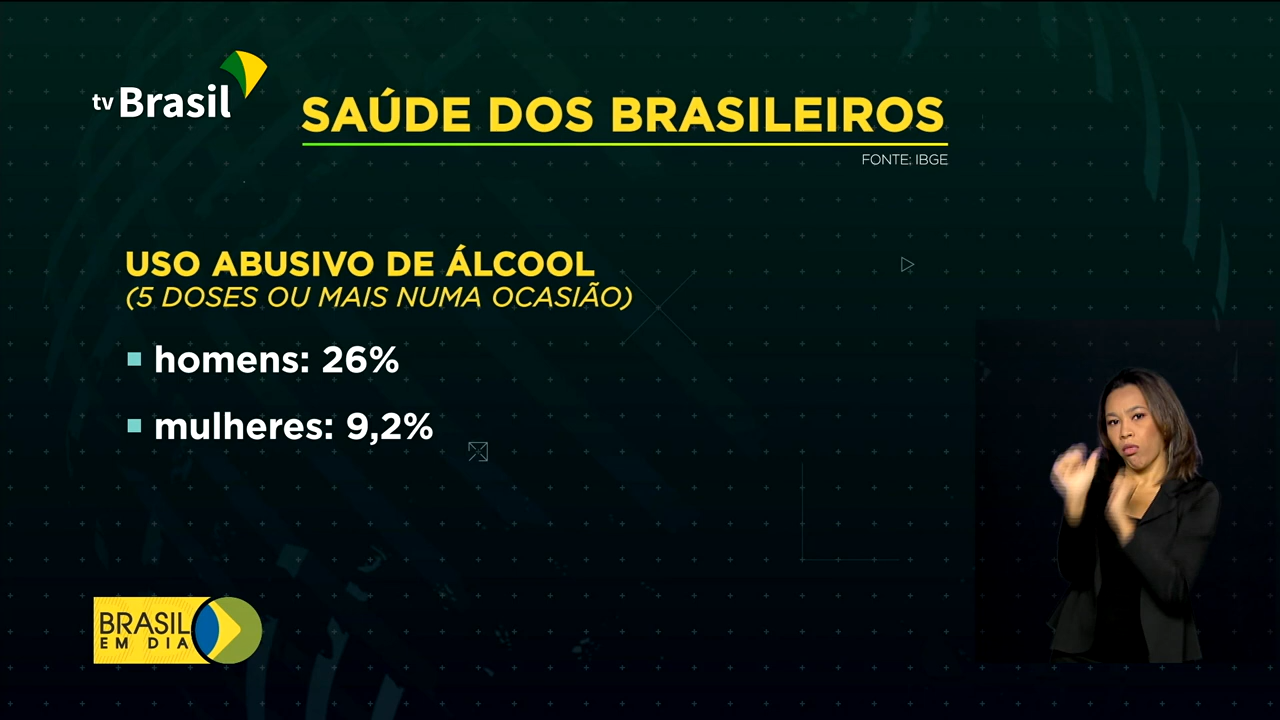 tv Brasil
SAÚDE DOS BRASILEIROS
FONTE: IBGE
USO ABUSIVO DE ÁLCOOL
(5 DOSES OU MAIS NUMA OCASIÃO)
homens: 26%
mulheres: 9,2%
BRASIL
EM DIA